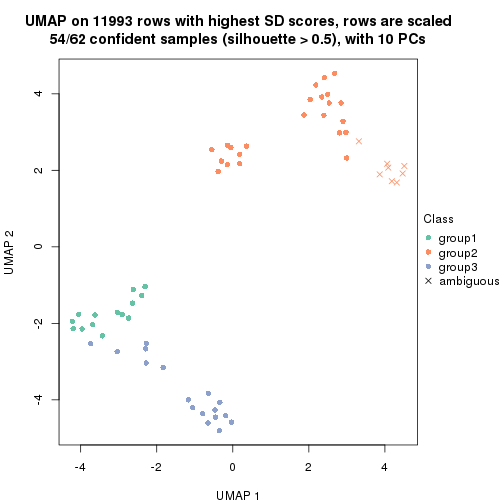 UMAP on 11993 rows with highest SD scores, rows are scaled
54/62 confident samples (silhouette > 0.5), with 10 PCs
4
2
0
-2
-4
UMAP 2
-4
-2
0
2
4
UMAP 1
Class
group1
group2
group3
ambiguous